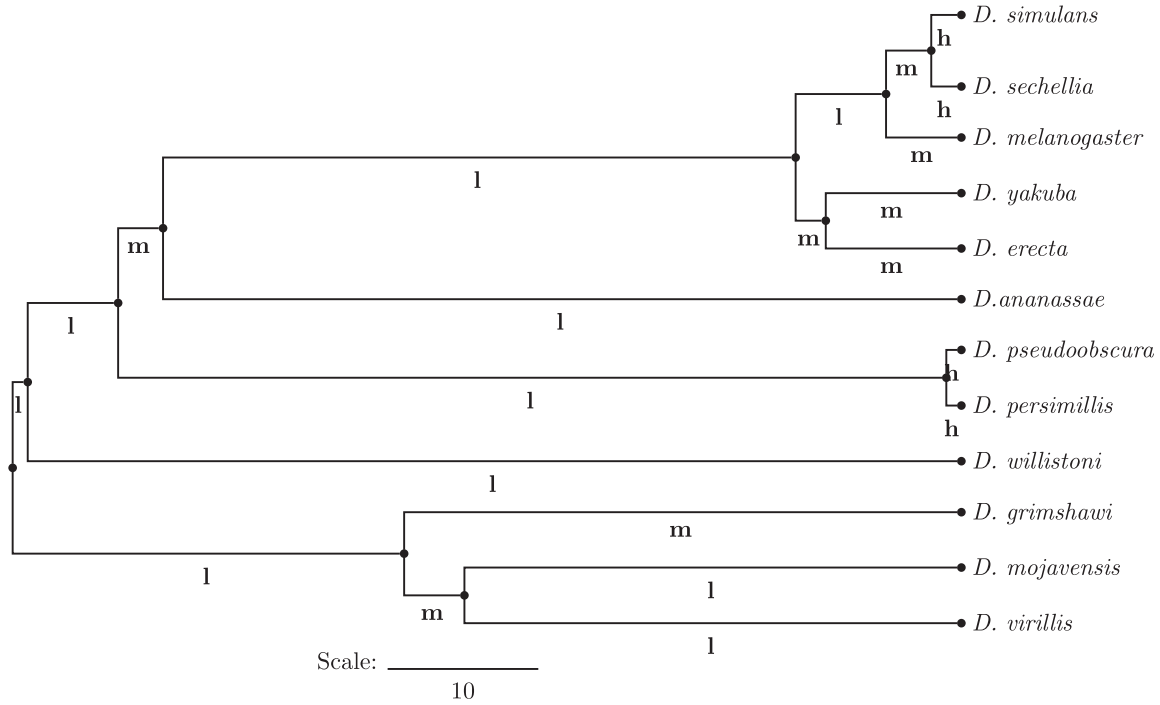 D. simulans
h
m
D. sechellia
h
l
D. melanogaster
m
l
D. yakuba
m
m
D. erecta
m
m
D.ananassae
l
l
D. pseudoobscura
h
l
D. persimillis
l
h
D. willistoni
l
D. grimshawi
m
l
D. mojavensis
l
m
D. virillis
l
Scale:
10